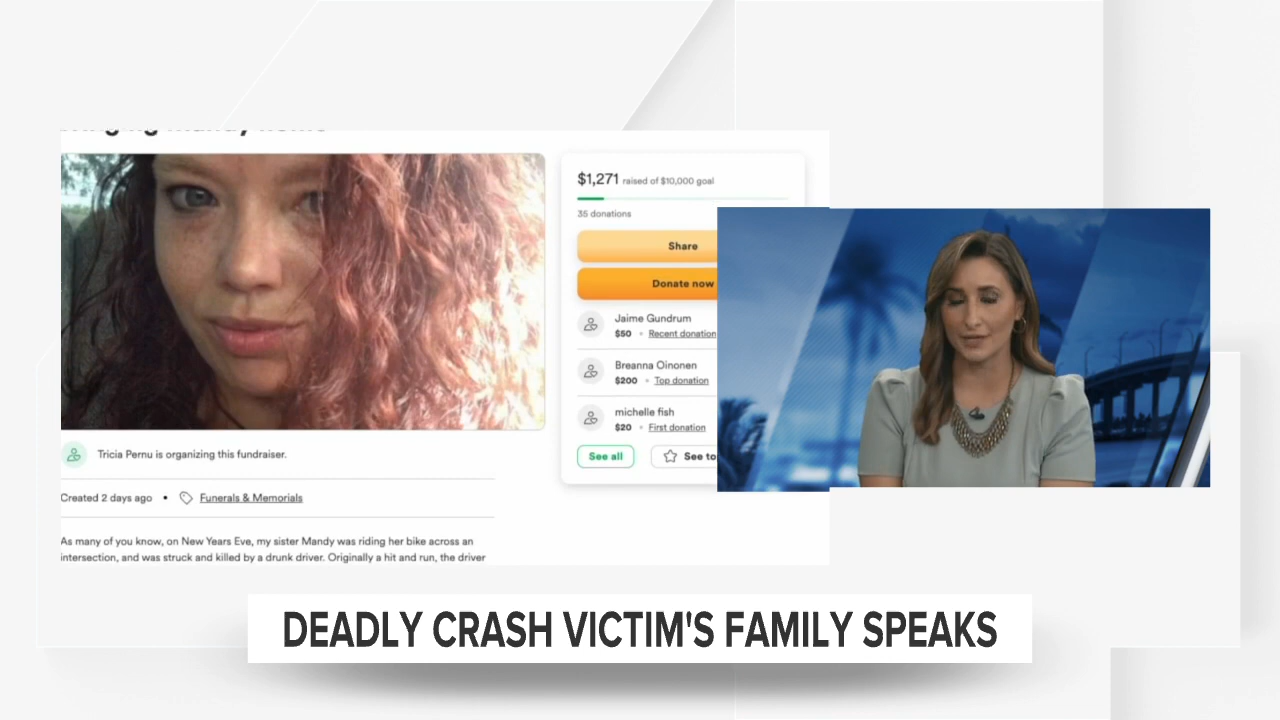 $1,271 raised of $10,000 goal
35 donations
Share
Donate now
Jaime Gundrum
$50 • Recent donation
Breanna Oinonen
$200 • Top donation
michelle fish
$20 • First donation
See all
See to
Tricia Pernu is organizing this fundraiser.
Created 2 days ago • Funerals & Memorials
As many of you know, on New Years Eve, my sister Mandy was riding her bike across an
intersection, and was struck and killed by a drunk driver. Originally a hit and run, the driver
DEADLY CRASH VICTIM'S FAMILY SPEAKS